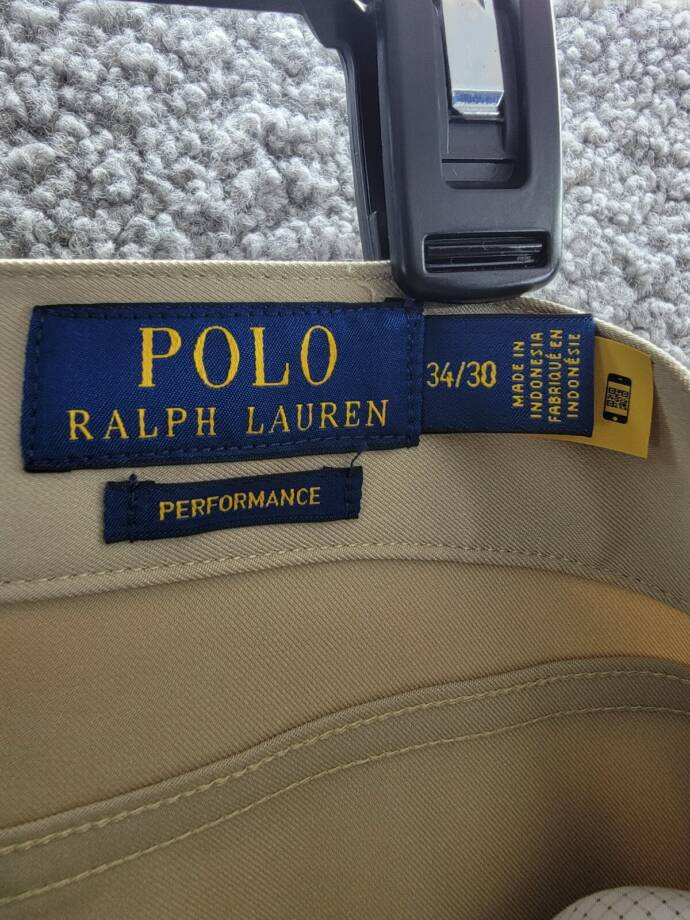 POLO
RALPH LAUREN
34/30
MADE IN
INDONESIA
FABRIQUÉ EN
INDONÉSIE
PERFORMANCE